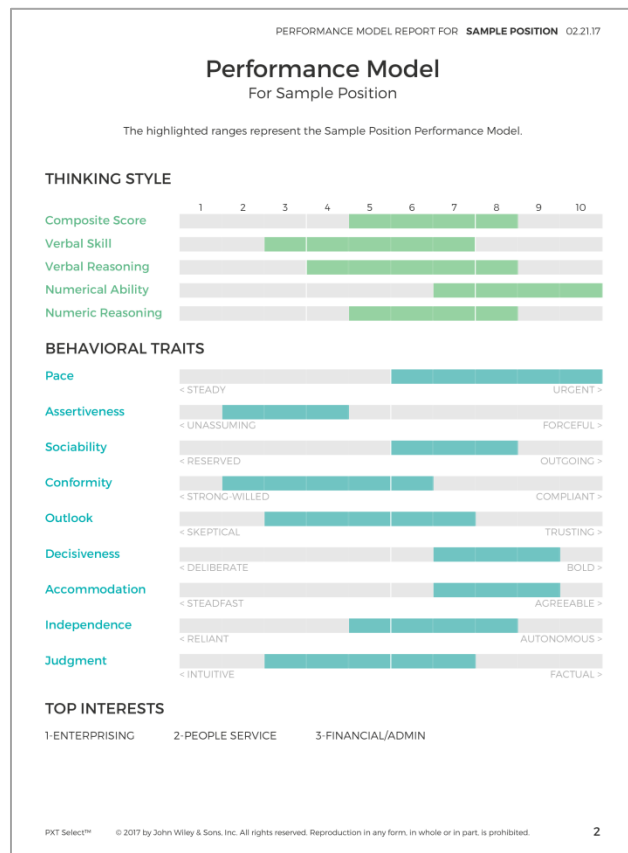 PERFORMANCE MODEL REPORT FOR SAMPLE POSITION 02.21.17
Performance Model
For Sample Position
The highlighted ranges represent the Sample Position Performance Model.
THINKING STYLE
1 2 3 4 5 6 7 8 9 10
Composite Score
Verbal Skill
Verbal Reasoning
Numerical Ability
Numeric Reasoning
BEHAVIORAL TRAITS
Pace
< STEADY URGENT >
Assertiveness
< UNASSUMING FORCEFUL >
Sociability
< RESERVED OUTGOING >
Conformity
< STRONG-WILLED COMPLIANT >
Outlook
< SKEPTICAL TRUSTING >
Decisiveness
< DELIBERATE BOLD >
Accommodation
< STEADFAST AGREEABLE >
Independence
< RELIANT AUTONOMOUS >
Judgment
< INTUITIVE FACTUAL >
TOP INTERESTS
1-ENTERPRISING 2-PEOPLE SERVICE 3-FINANCIAL/ADMIN
PXT Select™ © 2017 by John Wiley & Sons, Inc. All rights reserved. Reproduction in any form, in whole or in part, is prohibited. 2